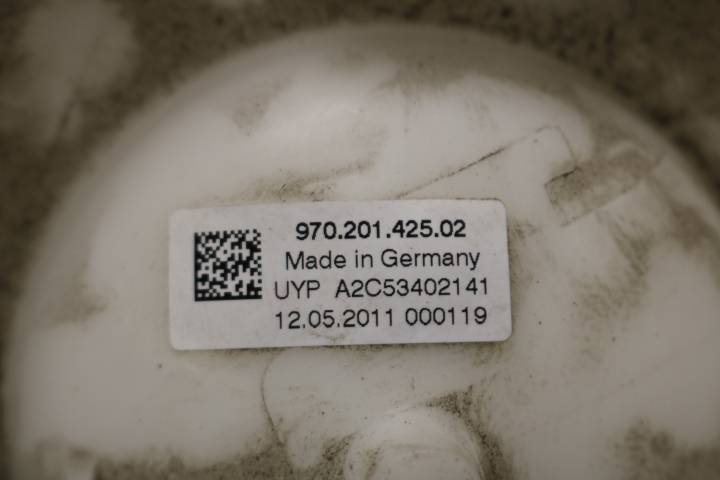 970.201.425.02
Made in Germany
UYP A2C53402141
12.05.2011 000119